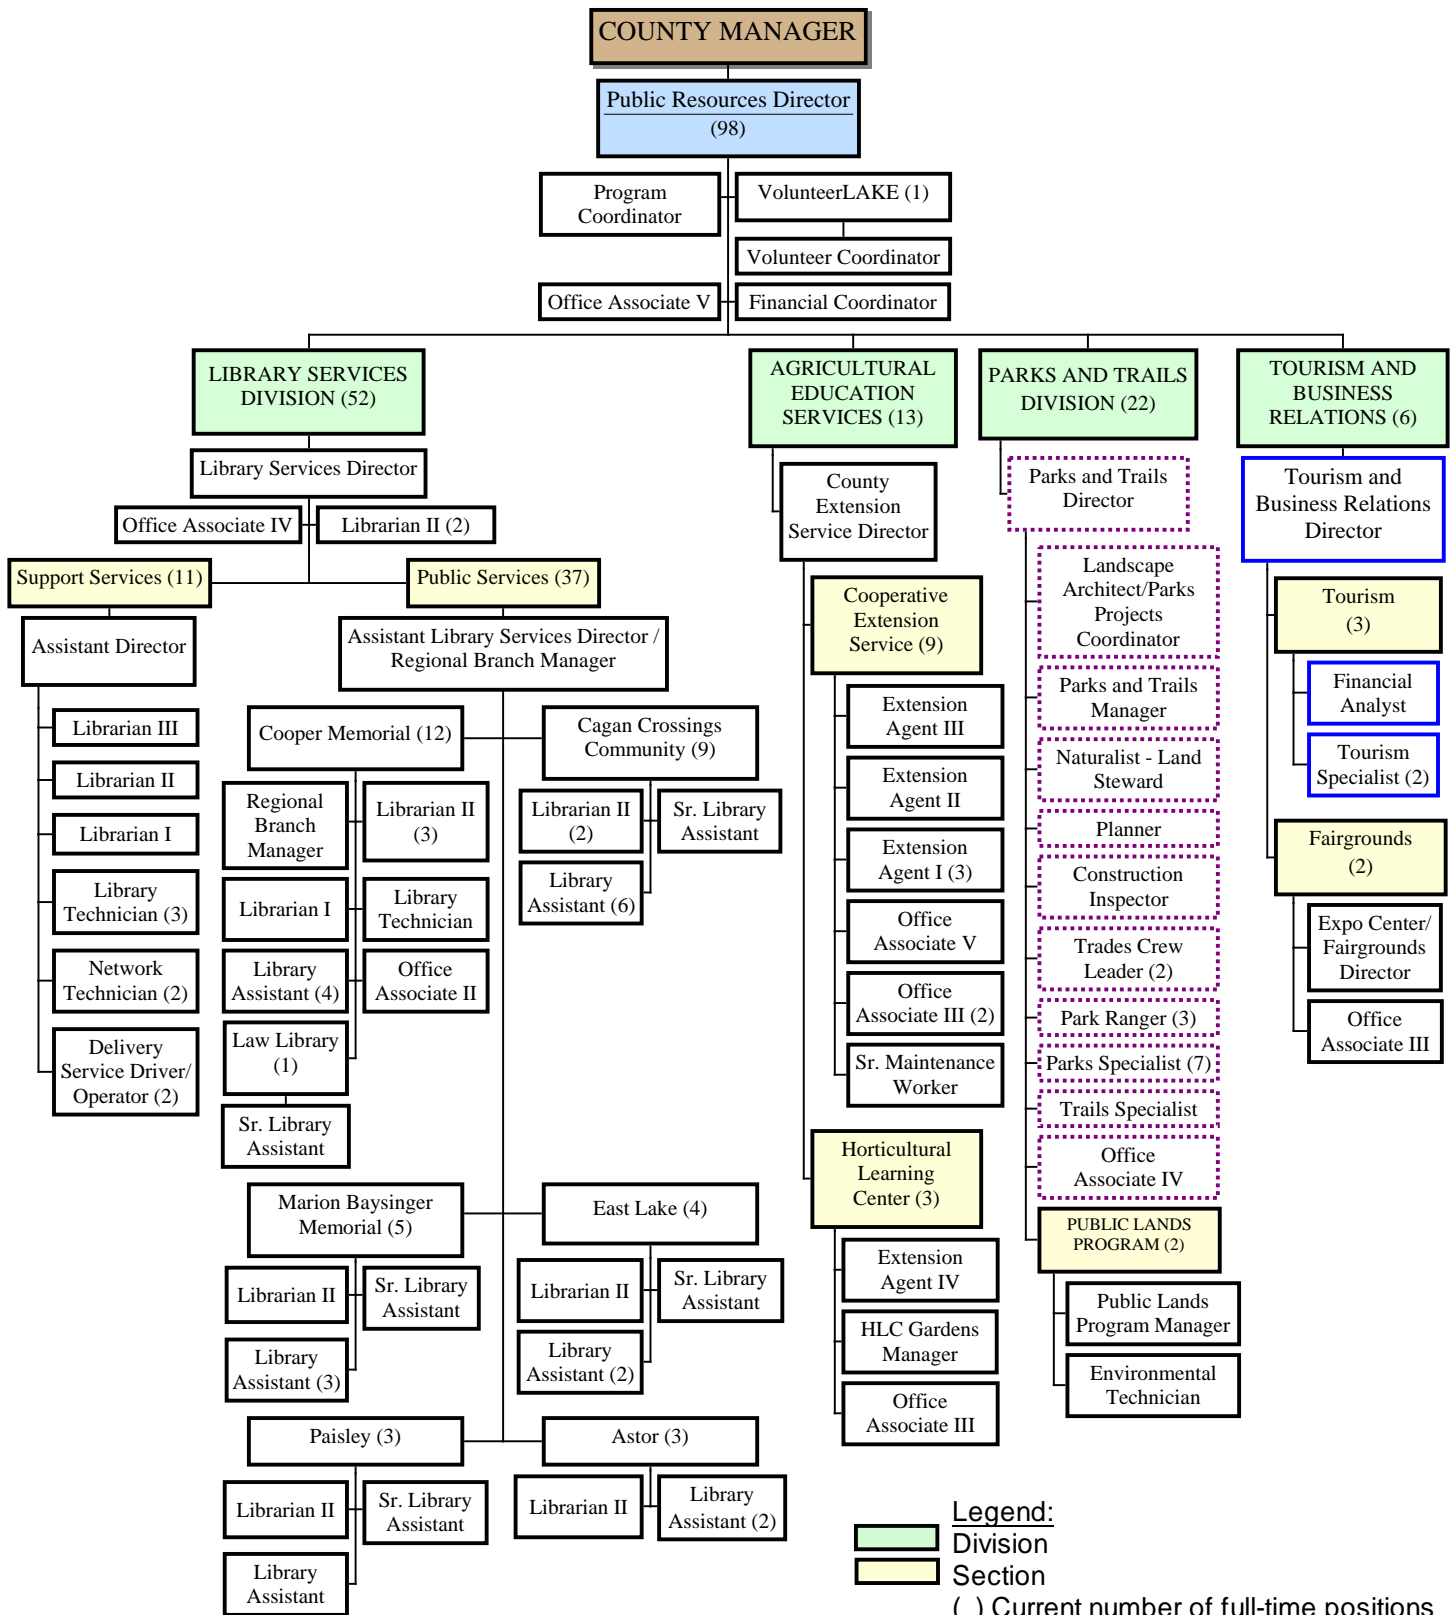 COUNTY MANAGER
Public Resources Director
(98)
Program
Coordinator
VolunteerLAKE (1)
Volunteer Coordinator
Office Associate V
Financial Coordinator
LIBRARY SERVICES
DIVISION (52)
Library Services Director
Office Associate IV
Librarian II (2)
Support Services (11)
Assistant Director
Librarian III
Librarian II
Librarian I
Library
Technician (3)
Network
Technician (2)
Delivery
Service Driver/
Operator (2)
Public Services (37)
Assistant Library Services Director /
Regional Branch Manager
Cooper Memorial (12)
Regional
Branch
Manager
Librarian II
(3)
Librarian I
Library
Technician
Library
Assistant (4)
Office
Associate II
Law Library
(1)
Sr. Library
Assistant
Cagan Crossings
Community (9)
Librarian II
(2)
Sr. Library
Assistant
Library
Assistant (6)
Marion Baysinger
Memorial (5)
Librarian II
Sr. Library
Assistant
Library
Assistant (3)
East Lake (4)
Librarian II
Sr. Library
Assistant
Library
Assistant (2)
Paisley (3)
Librarian II
Sr. Library
Assistant
Library
Assistant
Astor (3)
Librarian II
Library
Assistant (2)
AGRICULTURAL
EDUCATION
SERVICES (13)
County
Extension
Service Director
Cooperative
Extension
Service (9)
Extension
Agent III
Extension
Agent II
Extension
Agent I (3)
Office
Associate V
Office
Associate III (2)
Sr. Maintenance
Worker
Horticultural
Learning
Center (3)
Extension
Agent IV
HLC Gardens
Manager
Office
Associate III
PARKS AND TRAILS
DIVISION (22)
Parks and Trails
Director
Landscape
Architect/Parks
Projects
Coordinator
Parks and Trails
Manager
Naturalist - Land
Steward
Planner
Construction
Inspector
Trades Crew
Leader (2)
Park Ranger (3)
Parks Specialist (7)
Trails Specialist
Office
Associate IV
PUBLIC LANDS
PROGRAM (2)
Public Lands
Program Manager
Environmental
Technician
TOURISM AND
BUSINESS
RELATIONS (6)
Tourism and
Business Relations
Director
Tourism
(3)
Financial
Analyst
Tourism
Specialist (2)
Fairgrounds
(2)
Expo Center/
Fairgrounds
Director
Office
Associate III
Legend:
Division
Section
( ) Current number of full-time positions